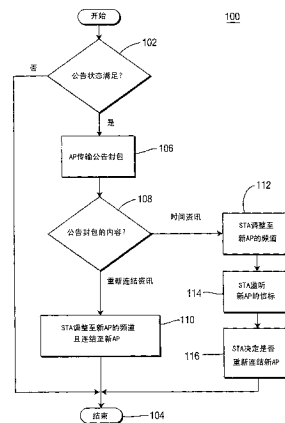 开始
100
102
否
公告状态满足?
是
AP传输公告封包
106
108
112
公告封包的内容?
时间资讯
STA调整至
新AP的频道
重新连结资讯
114
STA监听
新AP的信标
STA调整至新AP的频道
且连结至新AP
110
116
STA决定是否
重新连结新AP
结束
104